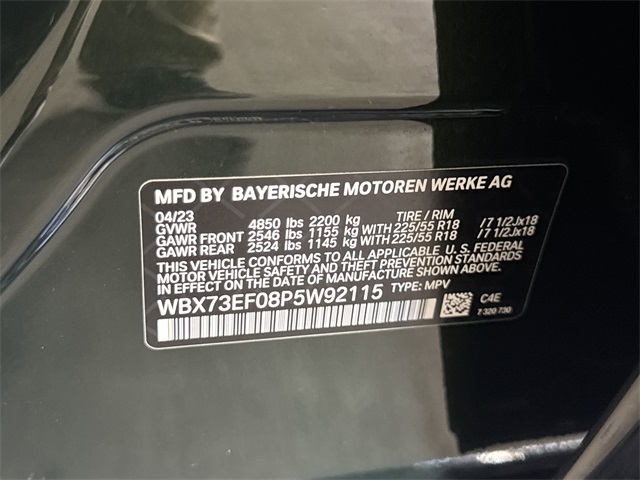 MFD BY BAYERISCHE MOTOREN WERKE AG
04/23
GVWR 4850 lbs 2200 kg TIRE / RIM
GAWR FRONT 2546 lbs 1155 kg WITH 225/55 R18 /7 1/2Jx18
GAWR REAR 2524 lbs 1145 kg WITH 225/55 R18 /7 1/2Jx18
THIS VEHICLE CONFORMS TO ALL APPLICABLE U. S. FEDERAL
MOTOR VEHICLE SAFETY, BUMPER, AND THEFT PREVENTION STANDARDS
IN EFFECT ON THE DATE OF MANUFACTURE SHOWN ABOVE.
WBX73EF08P5W92115 TYPE: MPV
C4E
7 320 730